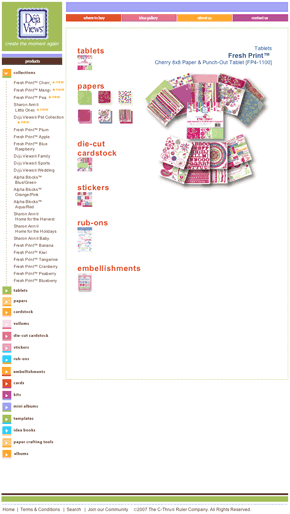 Déjà
Views
create the moment again
where to buy
idea gallery
about us
contact us
products
collections
Fresh Print™ Cherry
Fresh Print™ Mango
Fresh Print™ Pea
Sharon Ann®
Little Ones
Déjà Views® Pet Collection
Fresh Print™ Plum
Fresh Print™ Apple
Fresh Print™ Blue
Raspberry
Déjà Views® Family
Déjà Views® Sports
Déjà Views® Wedding
Alpha Blocks™
Blue/Green
Alpha Blocks™
Orange/Pink
Alpha Blocks™
Aqua/Red
Sharon Ann®
Home for the Harvest
Sharon Ann®
Home for the Holidays
Sharon Ann® Baby
Fresh Print™ Banana
Fresh Print™ Kiwi
Fresh Print™ Tangerine
Fresh Print™ Cranberry
Fresh Print™ Peaberry
Fresh Print™ Blueberry
tablets
papers
cardstock
vellums
die-cut cardstock
stickers
rub-ons
embellishments
cards
kits
mini albums
templates
idea books
paper crafting tools
albums
tablets
papers
die-cut
cardstock
stickers
rub-ons
embellishments
Tablets
Fresh Print™
Cherry 6x6 Paper & Punch-Out Tablet [FP4-1100]
Home | Terms & Conditions | Search | Join our Community ©2007 The C-Thru® Ruler Company. All Rights Reserved.